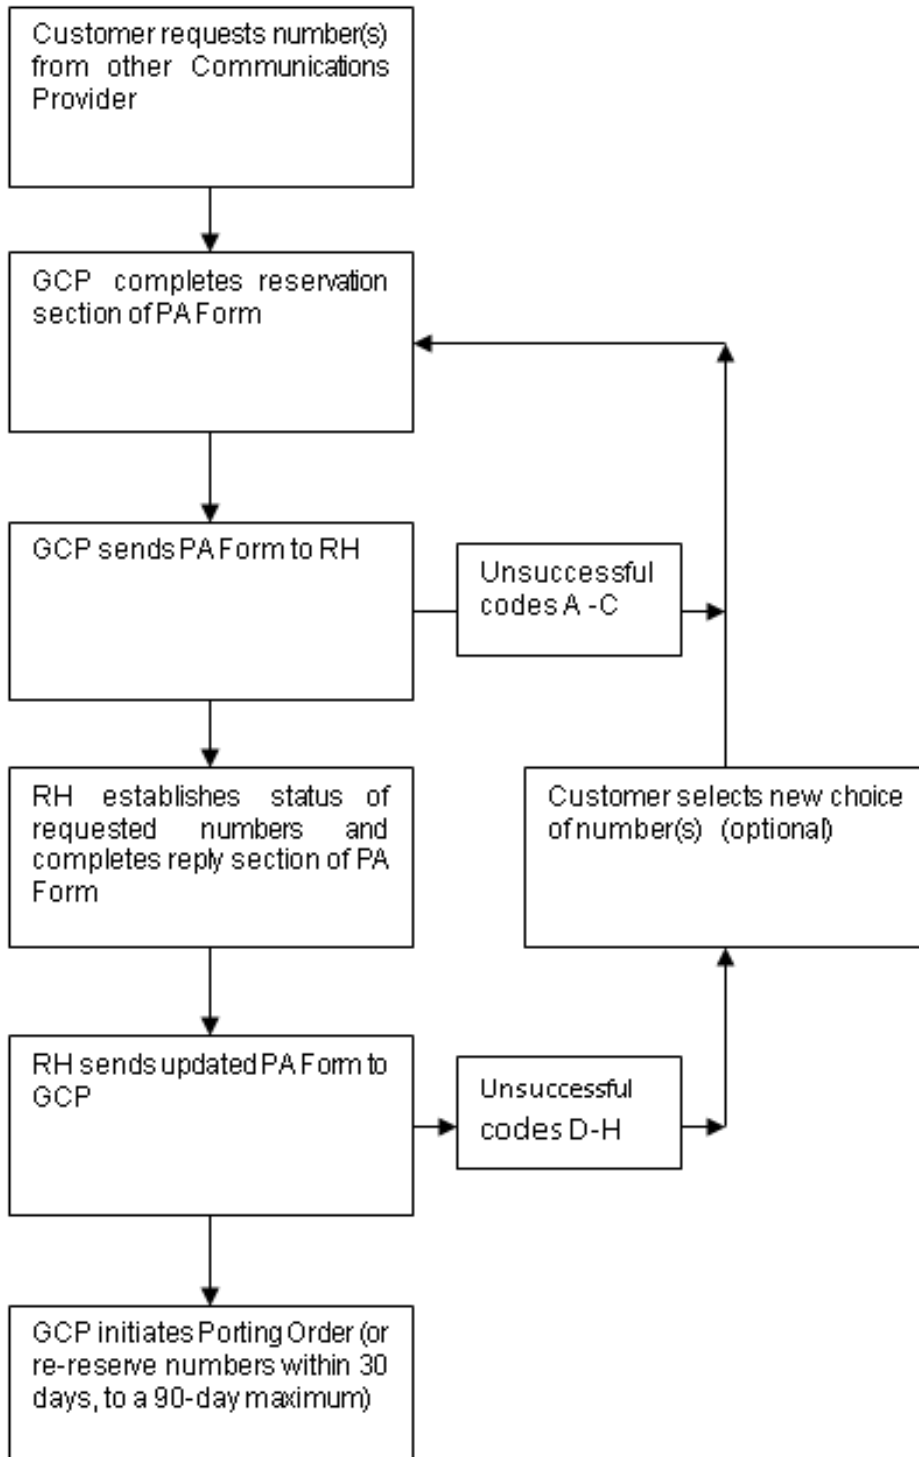 Customer requests number(s)
from other Communications
Provider
GCP completes reservation
section of PA Form
GCP sends PA Form to RH
Unsuccessful
codes A -C
RH establishes status of
requested numbers and
completes reply section of PA
Form
Customer selects new choice
of number(s) (optional)
RH sends updated PA Form to
GCP
Unsuccessful
codes D-H
GCP initiates Porting Order (or
re-reserve numbers within 30
days, to a 90-day maximum)